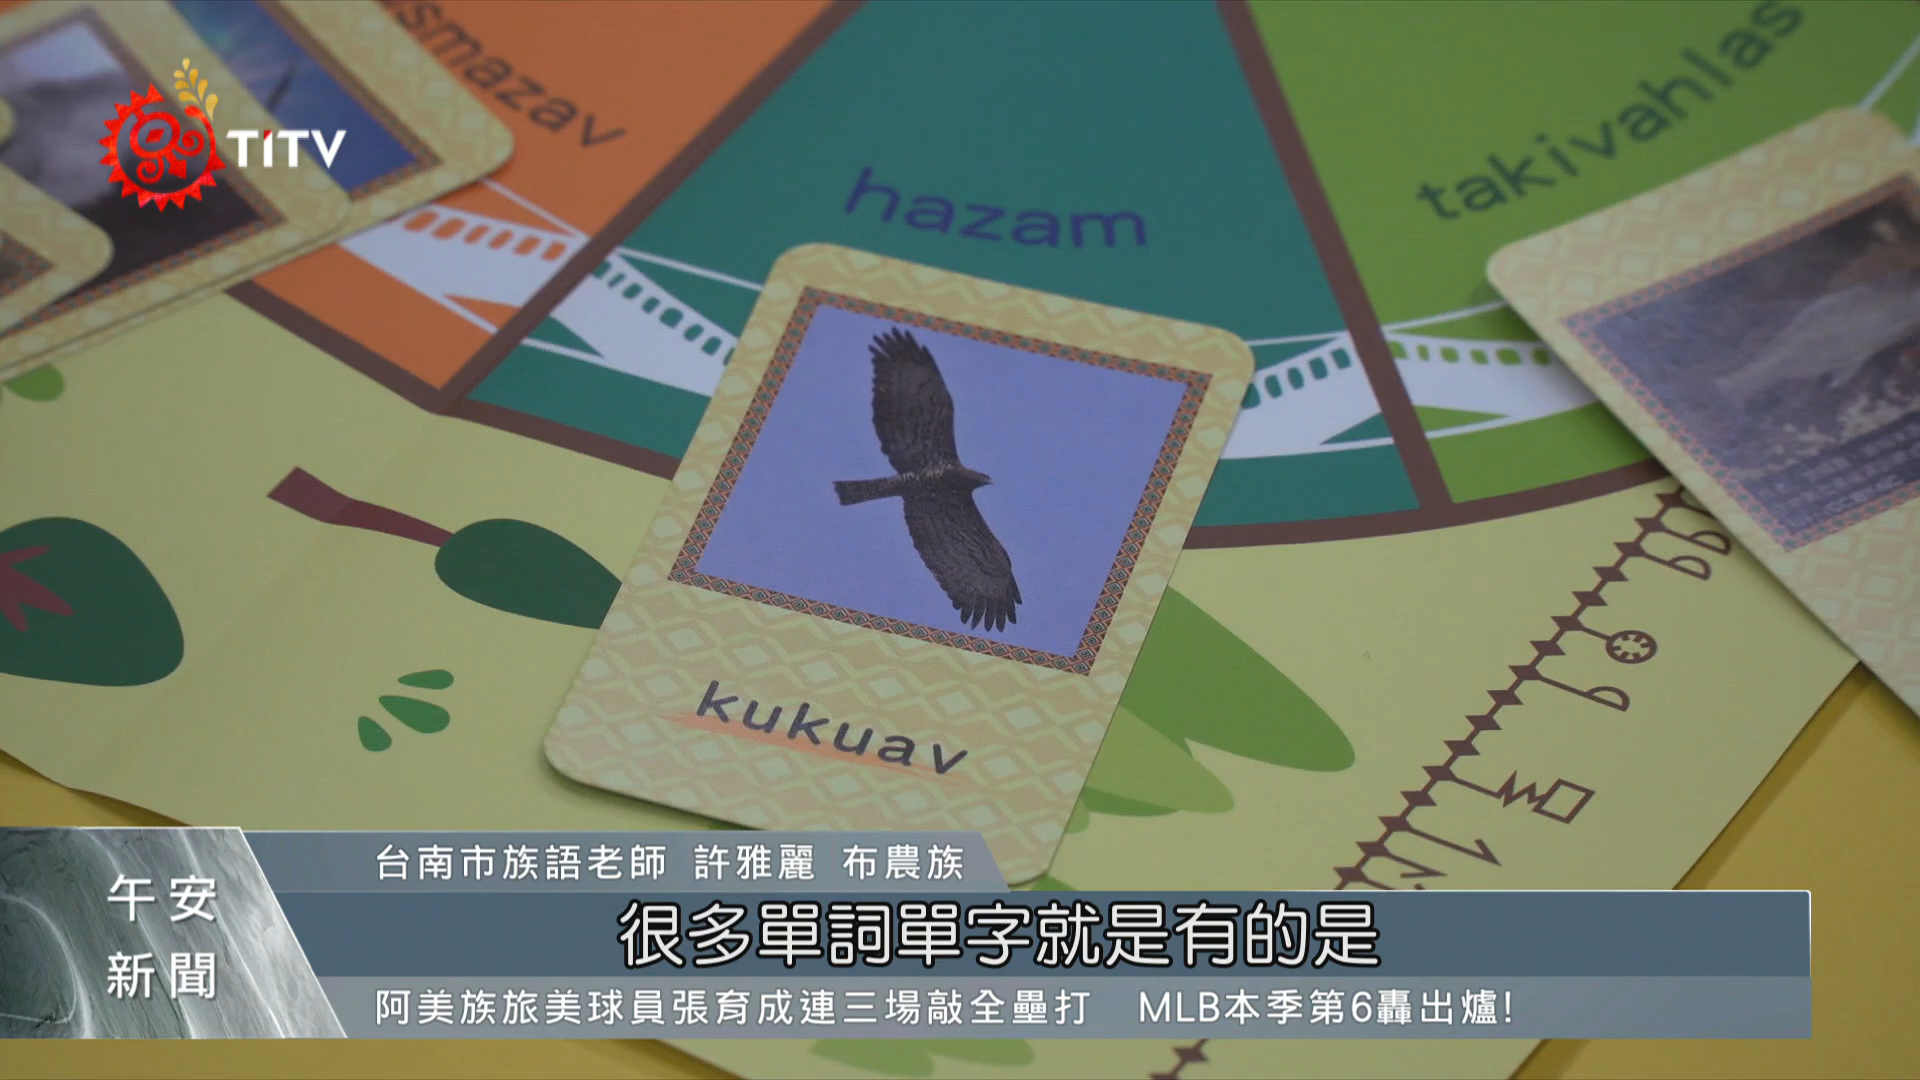 TiTV
smazav
hazam
takivahlas
kukuav
台南市族語老師 許雅麗 布農族
午安
新聞
很多單詞單字就是有的是
阿美族旅美球員張育成連三場敲全壘打 MLB本季第6轟出爐!